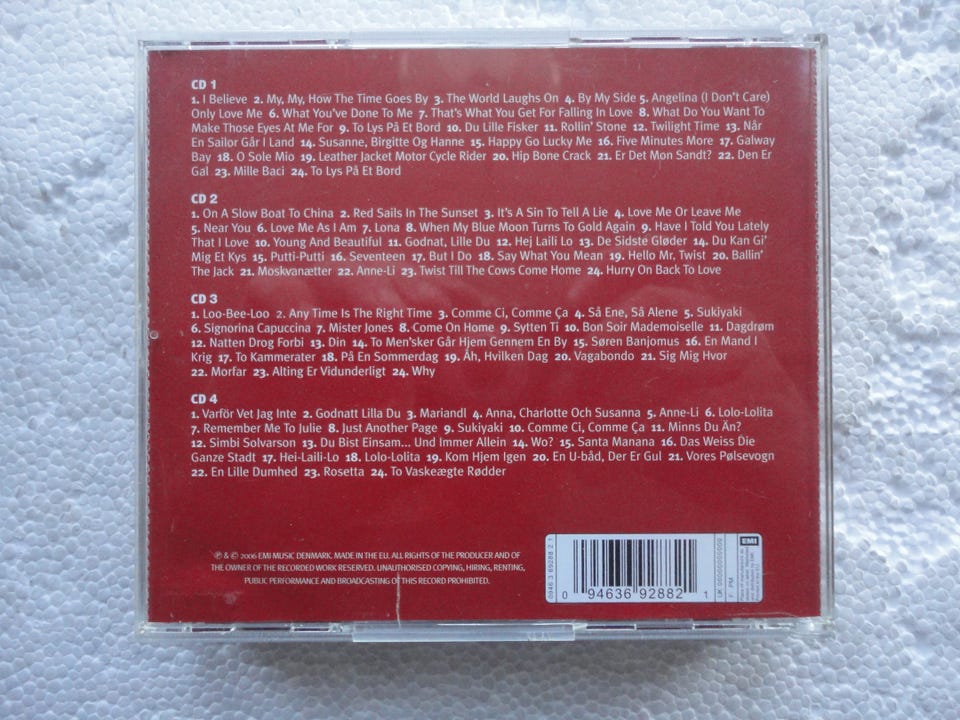 CD 1
1. I Believe 2. My, My, How The Time Goes By 3. The World Laughs On 4. By My Side 5. Angelina (I Don't Care)
Only Love Me 6. What You've Done To Me 7. That's What You Get For Falling In Love 8. What Do You Want To
Make Those Eyes At Me For 9. To Lys På Et Bord 10. Du Lille Fisker 11. Rollin' Stone 12. Twilight Time 13. Når
En Sailor Går I Land 14. Susanne, Birgitte Og Hanne 15. Happy Go Lucky Me 16. Five Minutes More 17. Galway
Bay 18. O Sole Mio 19. Leather Jacket Motor Cycle Rider 20. Hip Bone Crack 21. Er Det Mon Sandt? 22. Den Er
Gal 23. Mille Baci 24. To Lys På Et Bord
CD 2
1. On A Slow Boat To China 2. Red Sails In The Sunset 3. It's A Sin To Tell A Lie 4. Love Me Or Leave Me
5. Near You 6. Love Me As I Am 7. Lona 8. When My Blue Moon Turns To Gold Again 9. Have I Told You Lately
That I Love 10. Young And Beautiful 11. Godnat, Lille Du 12. Hej Laili Lo 13. De Sidste Gløder 14. Du Kan Gi'
Mig Et Kys 15. Putti-Putti 16. Seventeen 17. But I Do 18. Say What You Mean 19. Hello Mr. Twist 20. Ballin'
The Jack 21. Moskvanætter 22. Anne-Li 23. Twist Till The Cows Come Home 24. Hurry On Back To Love
CD 3
1. Loo-Bee-Loo 2. Any Time Is The Right Time 3. Comme Ci, Comme Ça 4. Så Ene, Så Alene 5. Sukiyaki
6. Signorina Capuccina 7. Mister Jones 8. Come On Home 9. Sytten Ti 10. Bon Soir Mademoiselle 11. Dagdrøm
12. Natten Drog Forbi 13. Din 14. To Men'sker Går Hjem Gennem En By 15. Søren Banjomus 16. En Mand I
Krig 17. To Kammerater 18. På En Sommerdag 19. Åh, Hvilken Dag 20. Vagabondo 21. Sig Mig Hvor
22. Morfar 23. Alting Er Vidunderligt 24. Why
CD 4
1. Varför Vet Jag Inte 2. Godnatt Lilla Du 3. Mariandl 4. Anna, Charlotte Och Susanna 5. Anne-Li 6. Lolo-Lolita
7. Remember Me To Julie 8. Just Another Page 9. Sukiyaki 10. Comme Ci, Comme Ça 11. Minns Du Än?
12. Simbi Solvarson 13. Du Bist Einsam... Und Immer Allein 14. Wo? 15. Santa Manana 16. Das Weiss Die
Ganze Stadt 17. Hei-Laili-Lo 18. Lolo-Lolita 19. Kom Hjem Igen 20. En U-båd, Der Er Gul 21. Vores Pølsevogn
22. En Lille Dumhed 23. Rosetta 24. To Vaskeægte Rødder
℗ & © 2006 EMI MUSIC DENMARK. MADE IN THE EU. ALL RIGHTS OF THE PRODUCER AND OF
THE OWNER OF THE RECORDED WORK RESERVED. UNAUTHORISED COPYING, HIRING, RENTING,
PUBLIC PERFORMANCE AND BROADCASTING OF THIS RECORD PROHIBITED.
0946 3 69288 2 1
0 94636 92882 1
F: PM
EMI